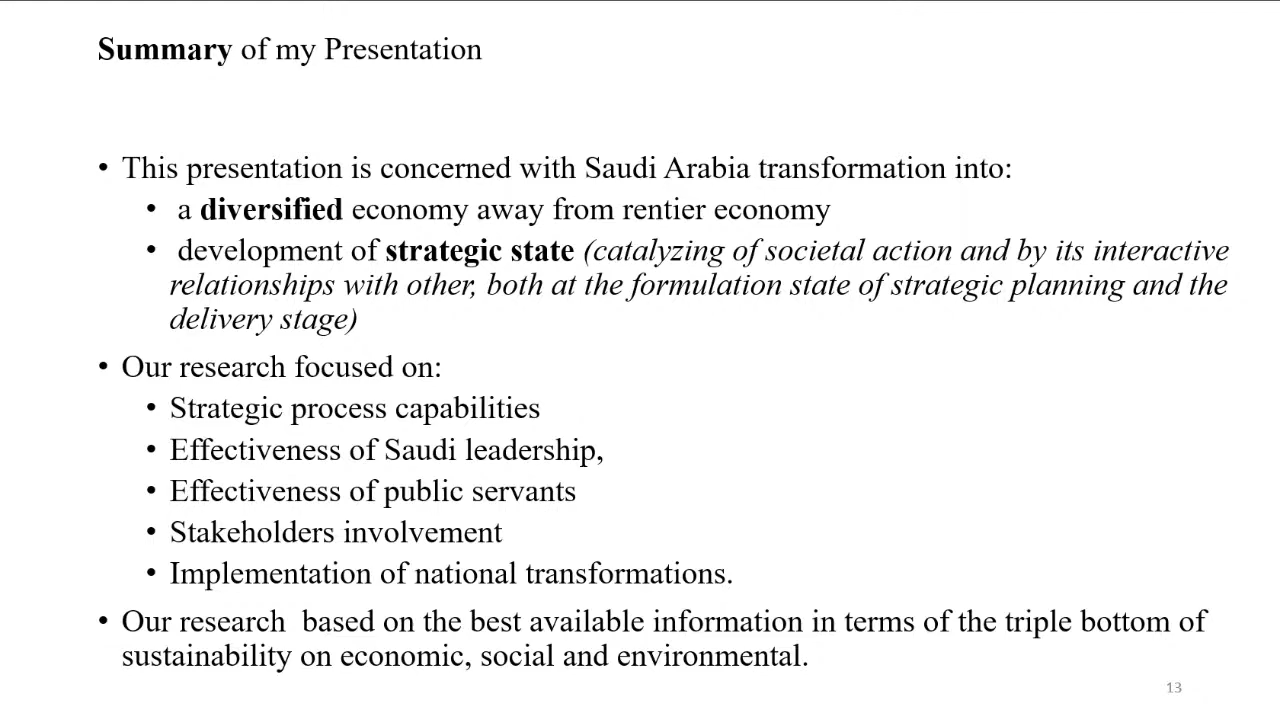 Summary of my Presentation
• This presentation is concerned with Saudi Arabia transformation into:
• a diversified economy away from rentier economy
• development of strategic state (catalyzing of societal action and by its interactive
relationships with other, both at the formulation state of strategic planning and the
delivery stage)
• Our research focused on:
• Strategic process capabilities
• Effectiveness of Saudi leadership,
• Effectiveness of public servants
• Stakeholders involvement
• Implementation of national transformations.
• Our research  based on the best available information in terms of the triple bottom of
sustainability on economic, social and environmental.
13